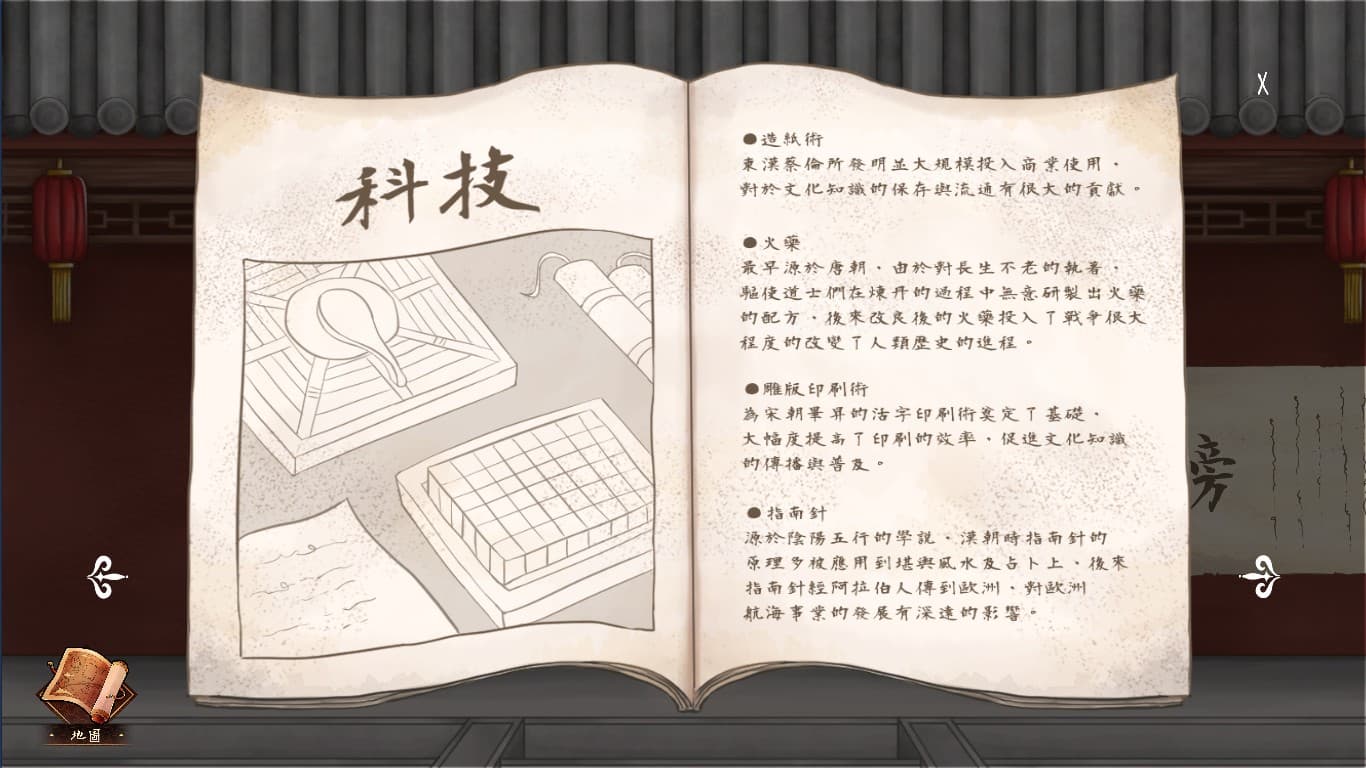 科技
●造紙術
東漢蔡倫所發明並大規模投入商業使用，
對於文化知識的保存與流通有很大的貢獻。
●火藥
最早源於唐朝，由於對長生不老的執著，
驅使道士們在煉丹的過程中無意研製出火藥
的配方，後來改良後的火藥投入了戰爭很大
程度的改變了人類歷史的進程。
●雕版印刷術
為宋朝畢昇的活字印刷術奠定了基礎，
大幅度提高了印刷的效率，促進文化知識
的傳播與普及。
●指南針
源於陰陽五行的學說，漢朝時指南針的
原理多被應用到堪與風水及占卜上，後來
指南針經阿拉伯人傳到歐洲，對歐洲
航海事業的發展有深遠的影響。
X
旁
地圖